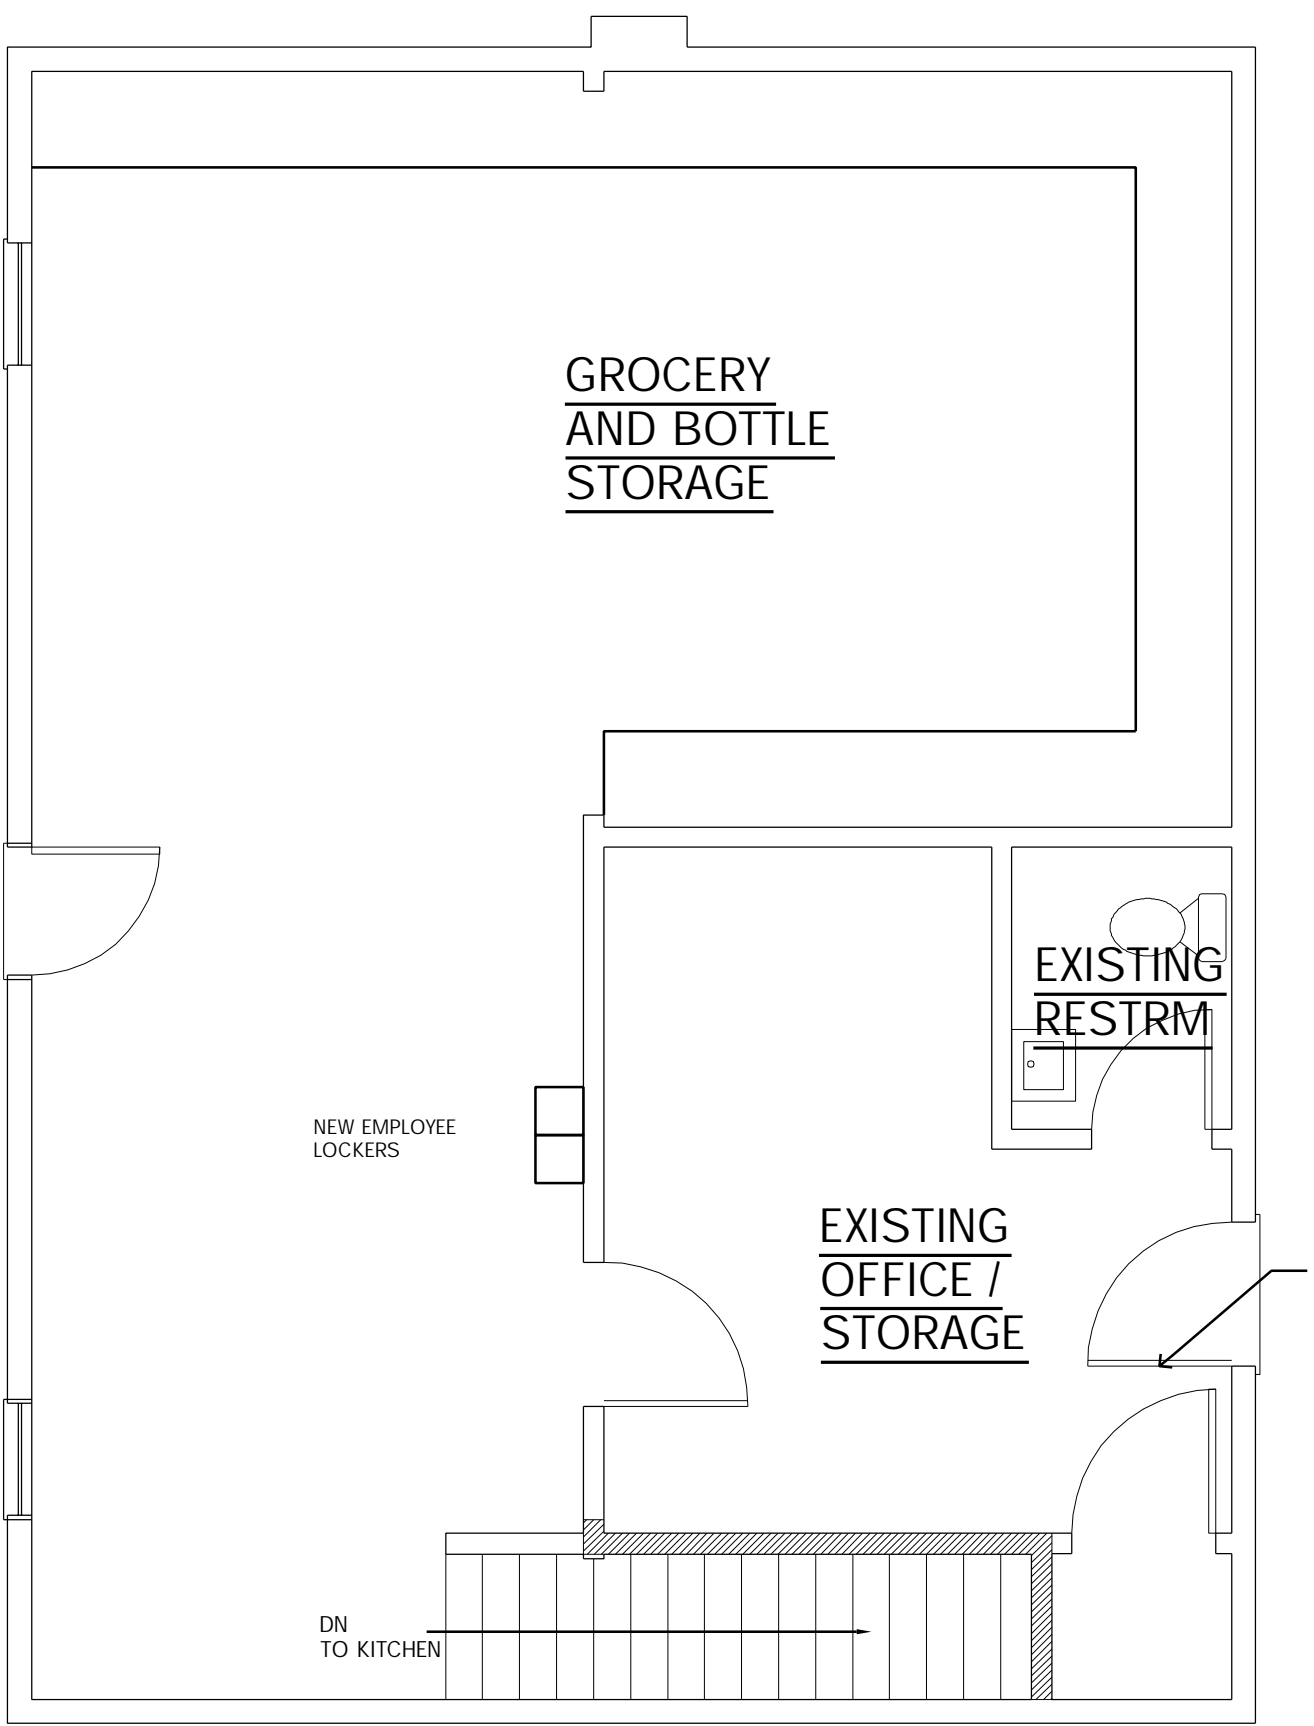 GROCERY
AND BOTTLE
STORAGE
EXISTING
RESTRM
NEW EMPLOYEE
LOCKERS
EXISTING
OFFICE /
STORAGE
DN
TO KITCHEN